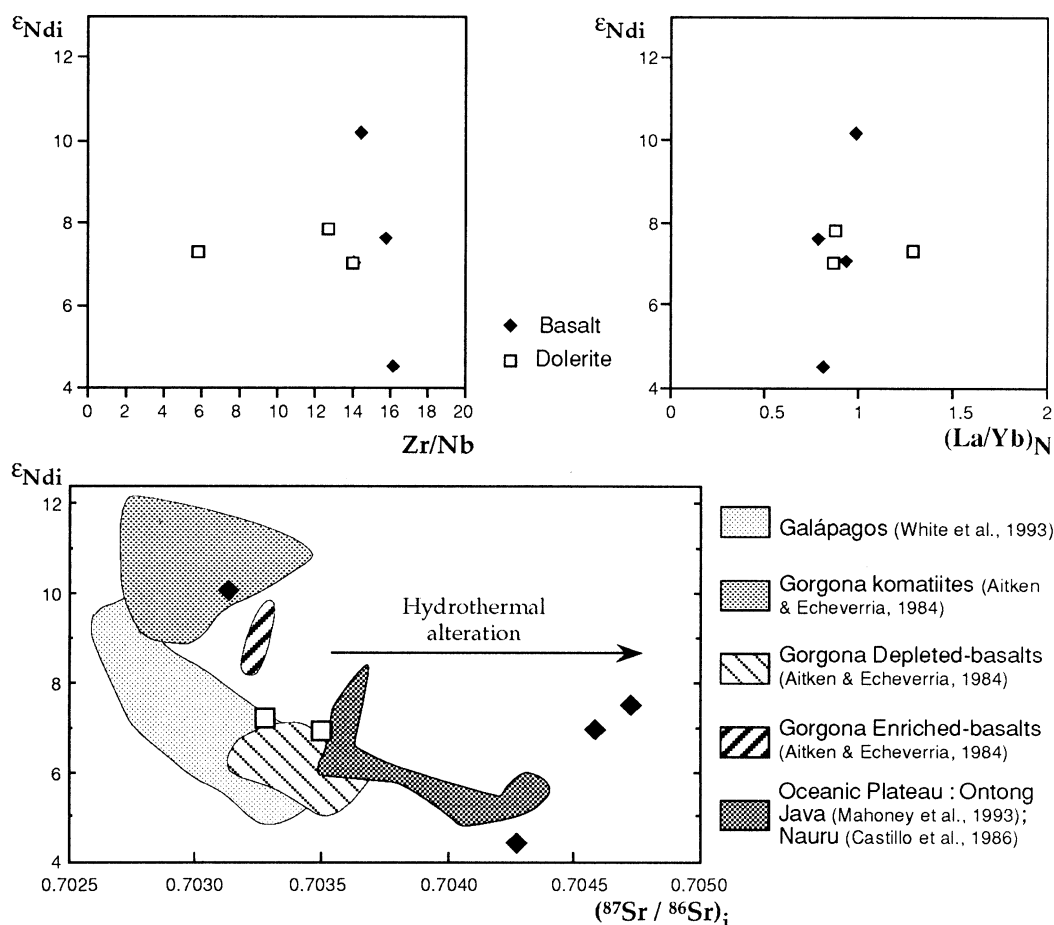 εNdi
12
10
8
6
4
0 2 4 6 8 10 12 14 16 18 20
Zr/Nb
εNdi
12
10
8
6
4
0 0.5 1 1.5 2
(La/Yb)N
Basalt
Dolerite
εNdi
12
10
8
6
4
0.7025 0.7030 0.7035 0.7040 0.7045 0.7050
(87Sr / 86Sr)i
Hydrothermal
alteration
Galápagos (White et al., 1993)
Gorgona komatiites (Aitken
& Echeverria, 1984)
Gorgona Depleted-basalts
(Aitken & Echeverria, 1984)
Gorgona Enriched-basalts
(Aitken & Echeverria, 1984)
Oceanic Plateau : Ontong
Java (Mahoney et al., 1993);
Nauru (Castillo et al., 1986)